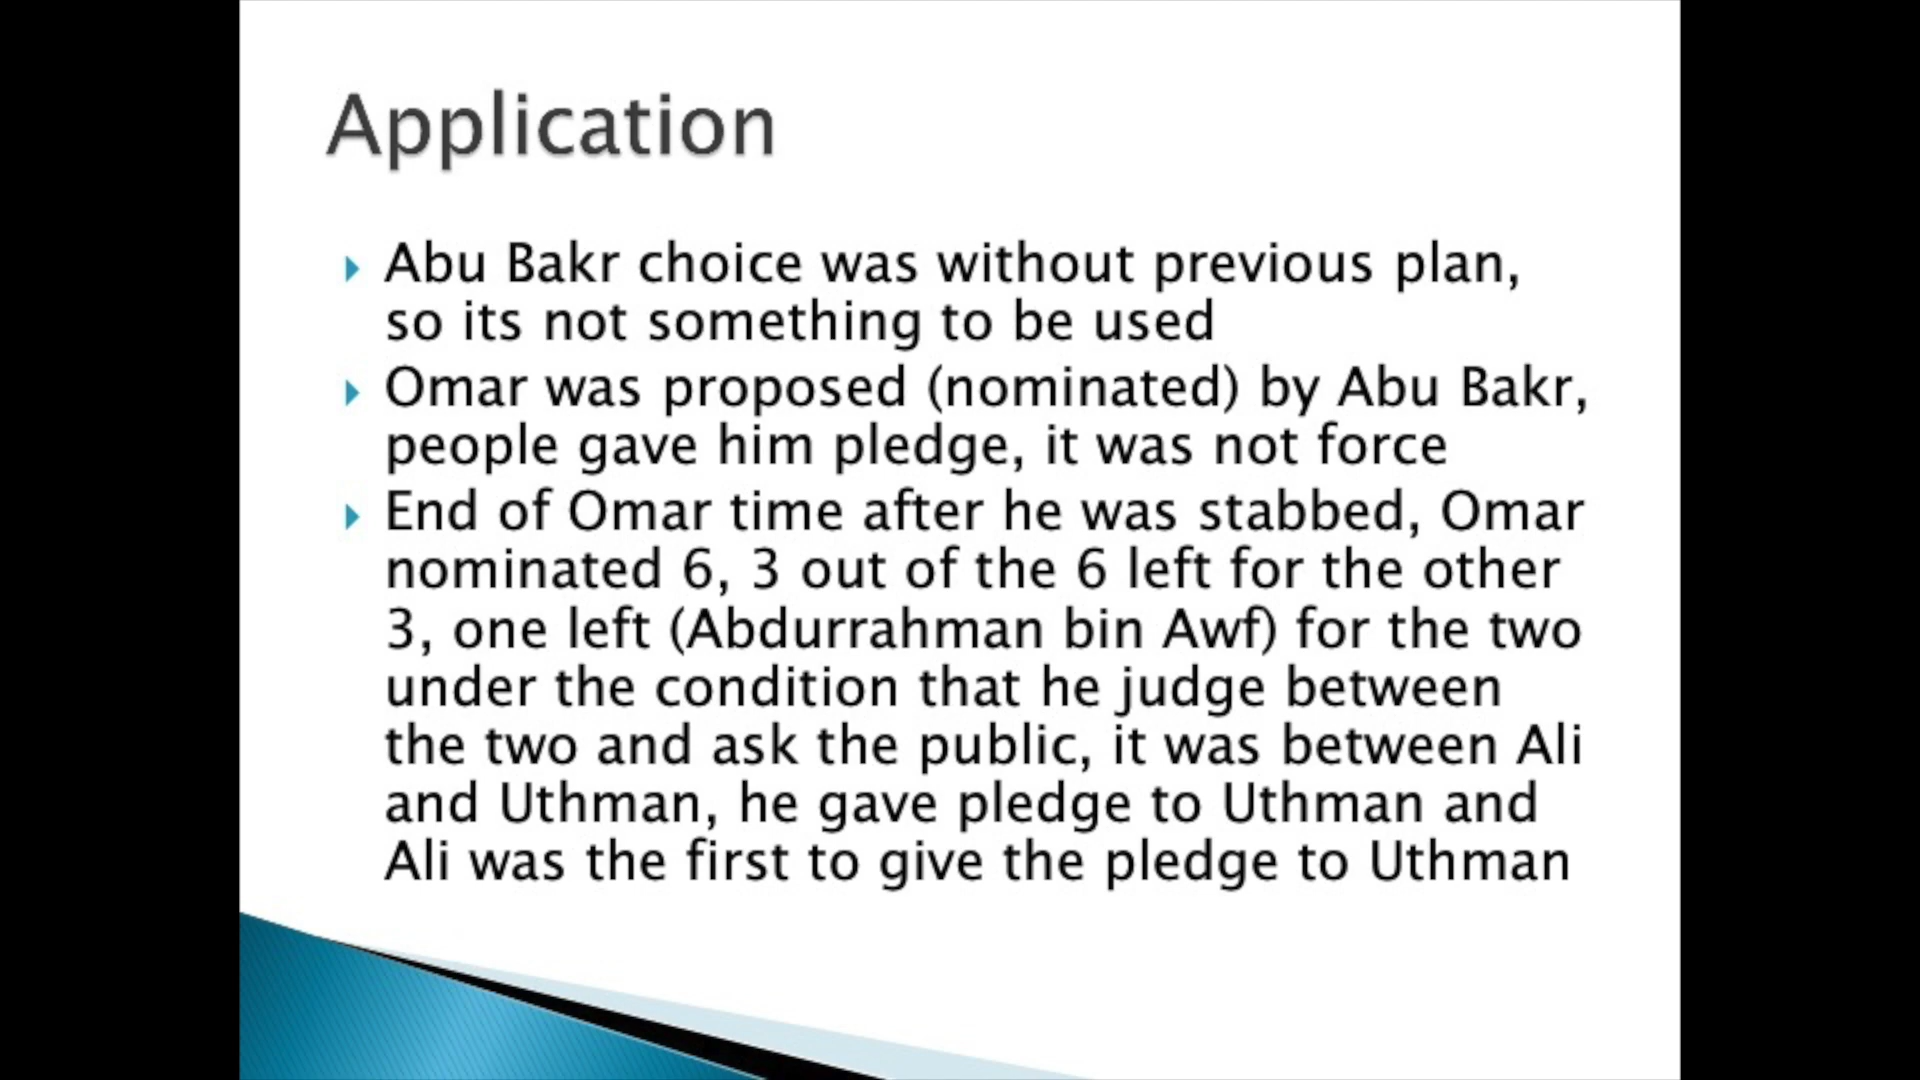 Application
Abu Bakr choice was without previous plan,
so its not something to be used
Omar was proposed (nominated) by Abu Bakr,
people gave him pledge, it was not force
End of Omar time after he was stabbed, Omar
nominated 6, 3 out of the 6 left for the other
3, one left (Abdurrahman bin Awf) for the two
under the condition that he judge between
the two and ask the public, it was between Ali
and Uthman, he gave pledge to Uthman and
Ali was the first to give the pledge to Uthman